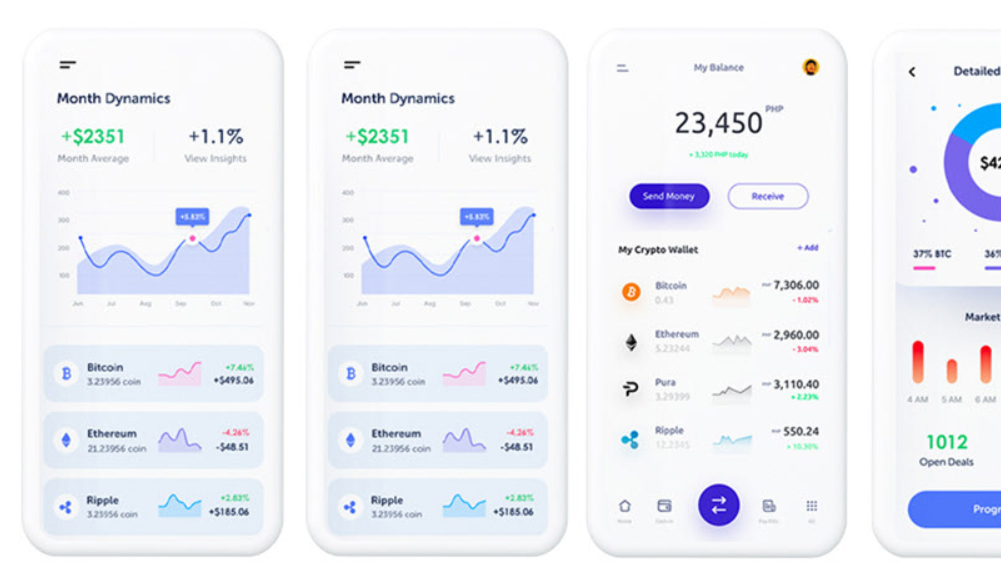 Month Dynamics
+$2351
+1.1%
Month Average
View Insights
400
300
200
100
+5.83%
Jun
Jul
Aug
Sep
Oct
Nov
Bitcoin
3.23956 coin
+7.46%
+$495.06
Ethereum
21.23956 coin
-4.26%
-$48.51
Ripple
3.23956 coin
+2.83%
+$185.06
Month Dynamics
+$2351
+1.1%
Month Average
View Insights
400
300
200
100
+5.83%
Jun
Jul
Aug
Sep
Oct
Nov
Bitcoin
3.23956 coin
+7.46%
+$495.06
Ethereum
21.23956 coin
-4.26%
-$48.51
Ripple
3.23956 coin
+2.83%
+$185.06
My Balance
23,450 PHP
+ 3,320 PHP today
Send Money
Receive
My Crypto Wallet
+ Add
Bitcoin
0.43
PHP 7,306.00
- 1.02%
Ethereum
5.23244
PHP 2,960.00
- 3.04%
Pura
3.29399
PHP 3,110.40
+ 2.23%
Ripple
12.2345
PHP 550.24
+ 10.30%
Home
All
Detailed
$42
37% BTC
36%
Market
4 AM
5 AM
6 AM
1012
Open Deals
Progr